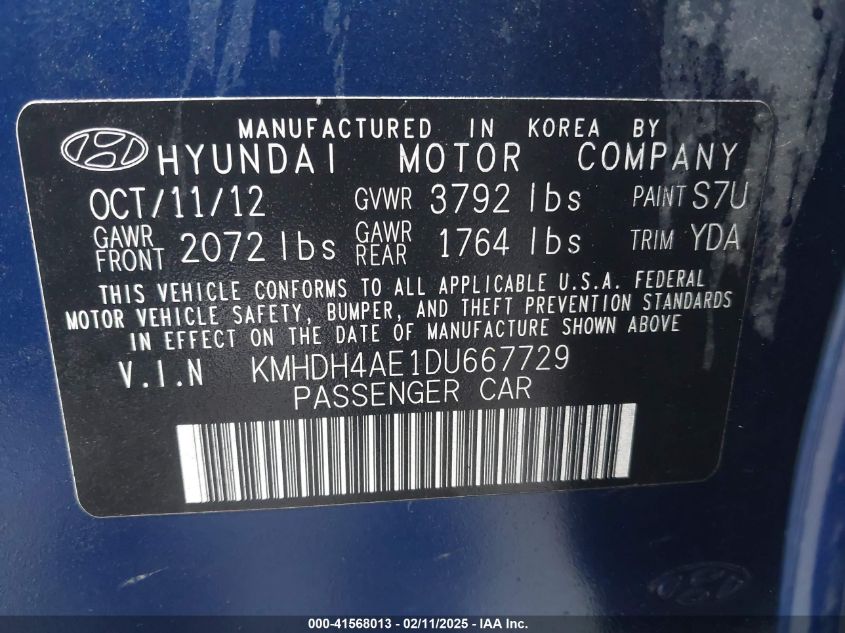 MANUFACTURED IN KOREA BY
HYUNDAI MOTOR COMPANY
OCT/11/12 GVWR 3792 lbs PAINT S7U
GAWR FRONT 2072 lbs GAWR REAR 1764 lbs TRIM YDA
THIS VEHICLE CONFORMS TO ALL APPLICABLE U.S.A. FEDERAL
MOTOR VEHICLE SAFETY, BUMPER, AND THEFT PREVENTION STANDARDS
IN EFFECT ON THE DATE OF MANUFACTURE SHOWN ABOVE
V.I.N KMHDH4AE1DU667729
PASSENGER CAR
000-41568013 - 02/11/2025 - IAA Inc.